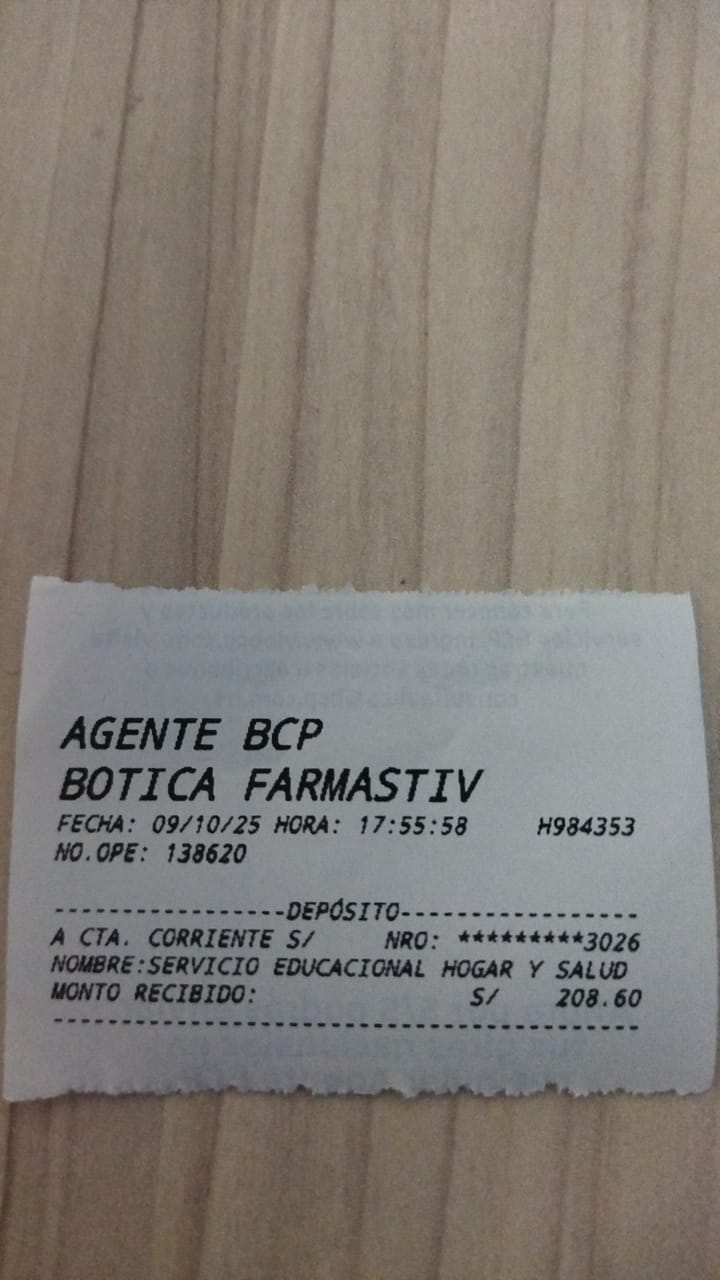 AGENTE BCP
BOTICA FARMASTIV
FECHA: 09/10/25 HORA: 17:55:58 H984353
NO.OPE: 138620
-----------------DEPÓSITO-----------------
A CTA. CORRIENTE S/ NRO: *********3026
NOMBRE:SERVICIO EDUCACIONAL HOGAR Y SALUD
MONTO RECIBIDO: S/ 208.60
-------------------------------------------